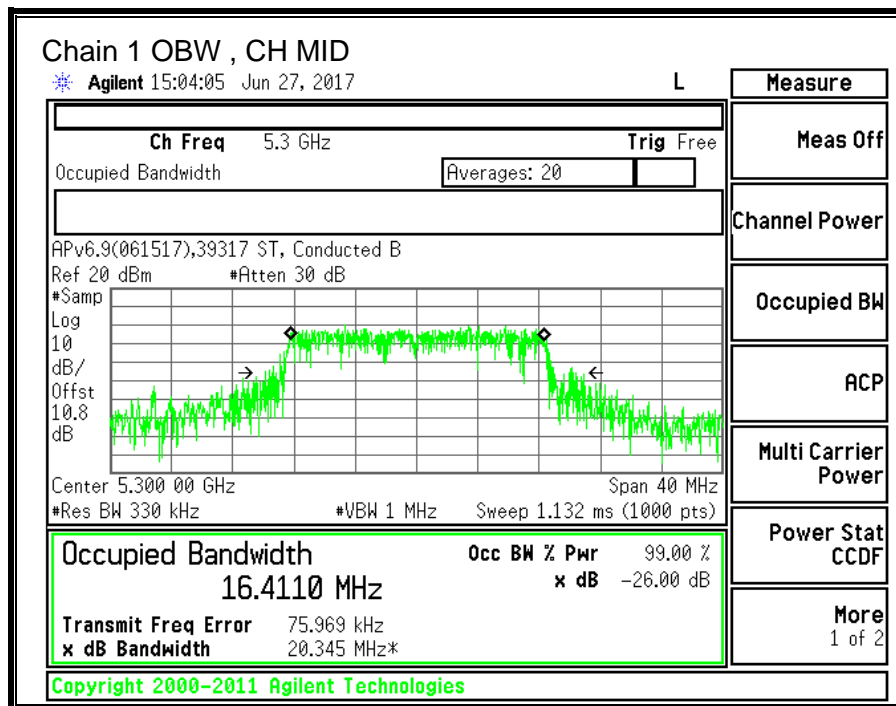 Chain 1 OBW , CH MID
Agilent 15:04:05 Jun 27, 2017 L
Measure
Ch Freq 5.3 GHz Trig Free
Occupied Bandwidth Averages: 20
APv6.9(061517),39317 ST, Conducted B
Ref 20 dBm #Atten 30 dB
#Samp
Log
10
dB/
Offst
10.8
dB
Center 5.300 00 GHz Span 40 MHz
#Res BW 330 kHz #VBW 1 MHz Sweep 1.132 ms (1000 pts)
Occupied Bandwidth Occ BW % Pwr 99.00 %
16.4110 MHz x dB -26.00 dB
Transmit Freq Error 75.969 kHz
x dB Bandwidth 20.345 MHz*
Meas Off
Channel Power
Occupied BW
ACP
Multi Carrier
Power
Power Stat
CCDF
More
1 of 2
Copyright 2000-2011 Agilent Technologies